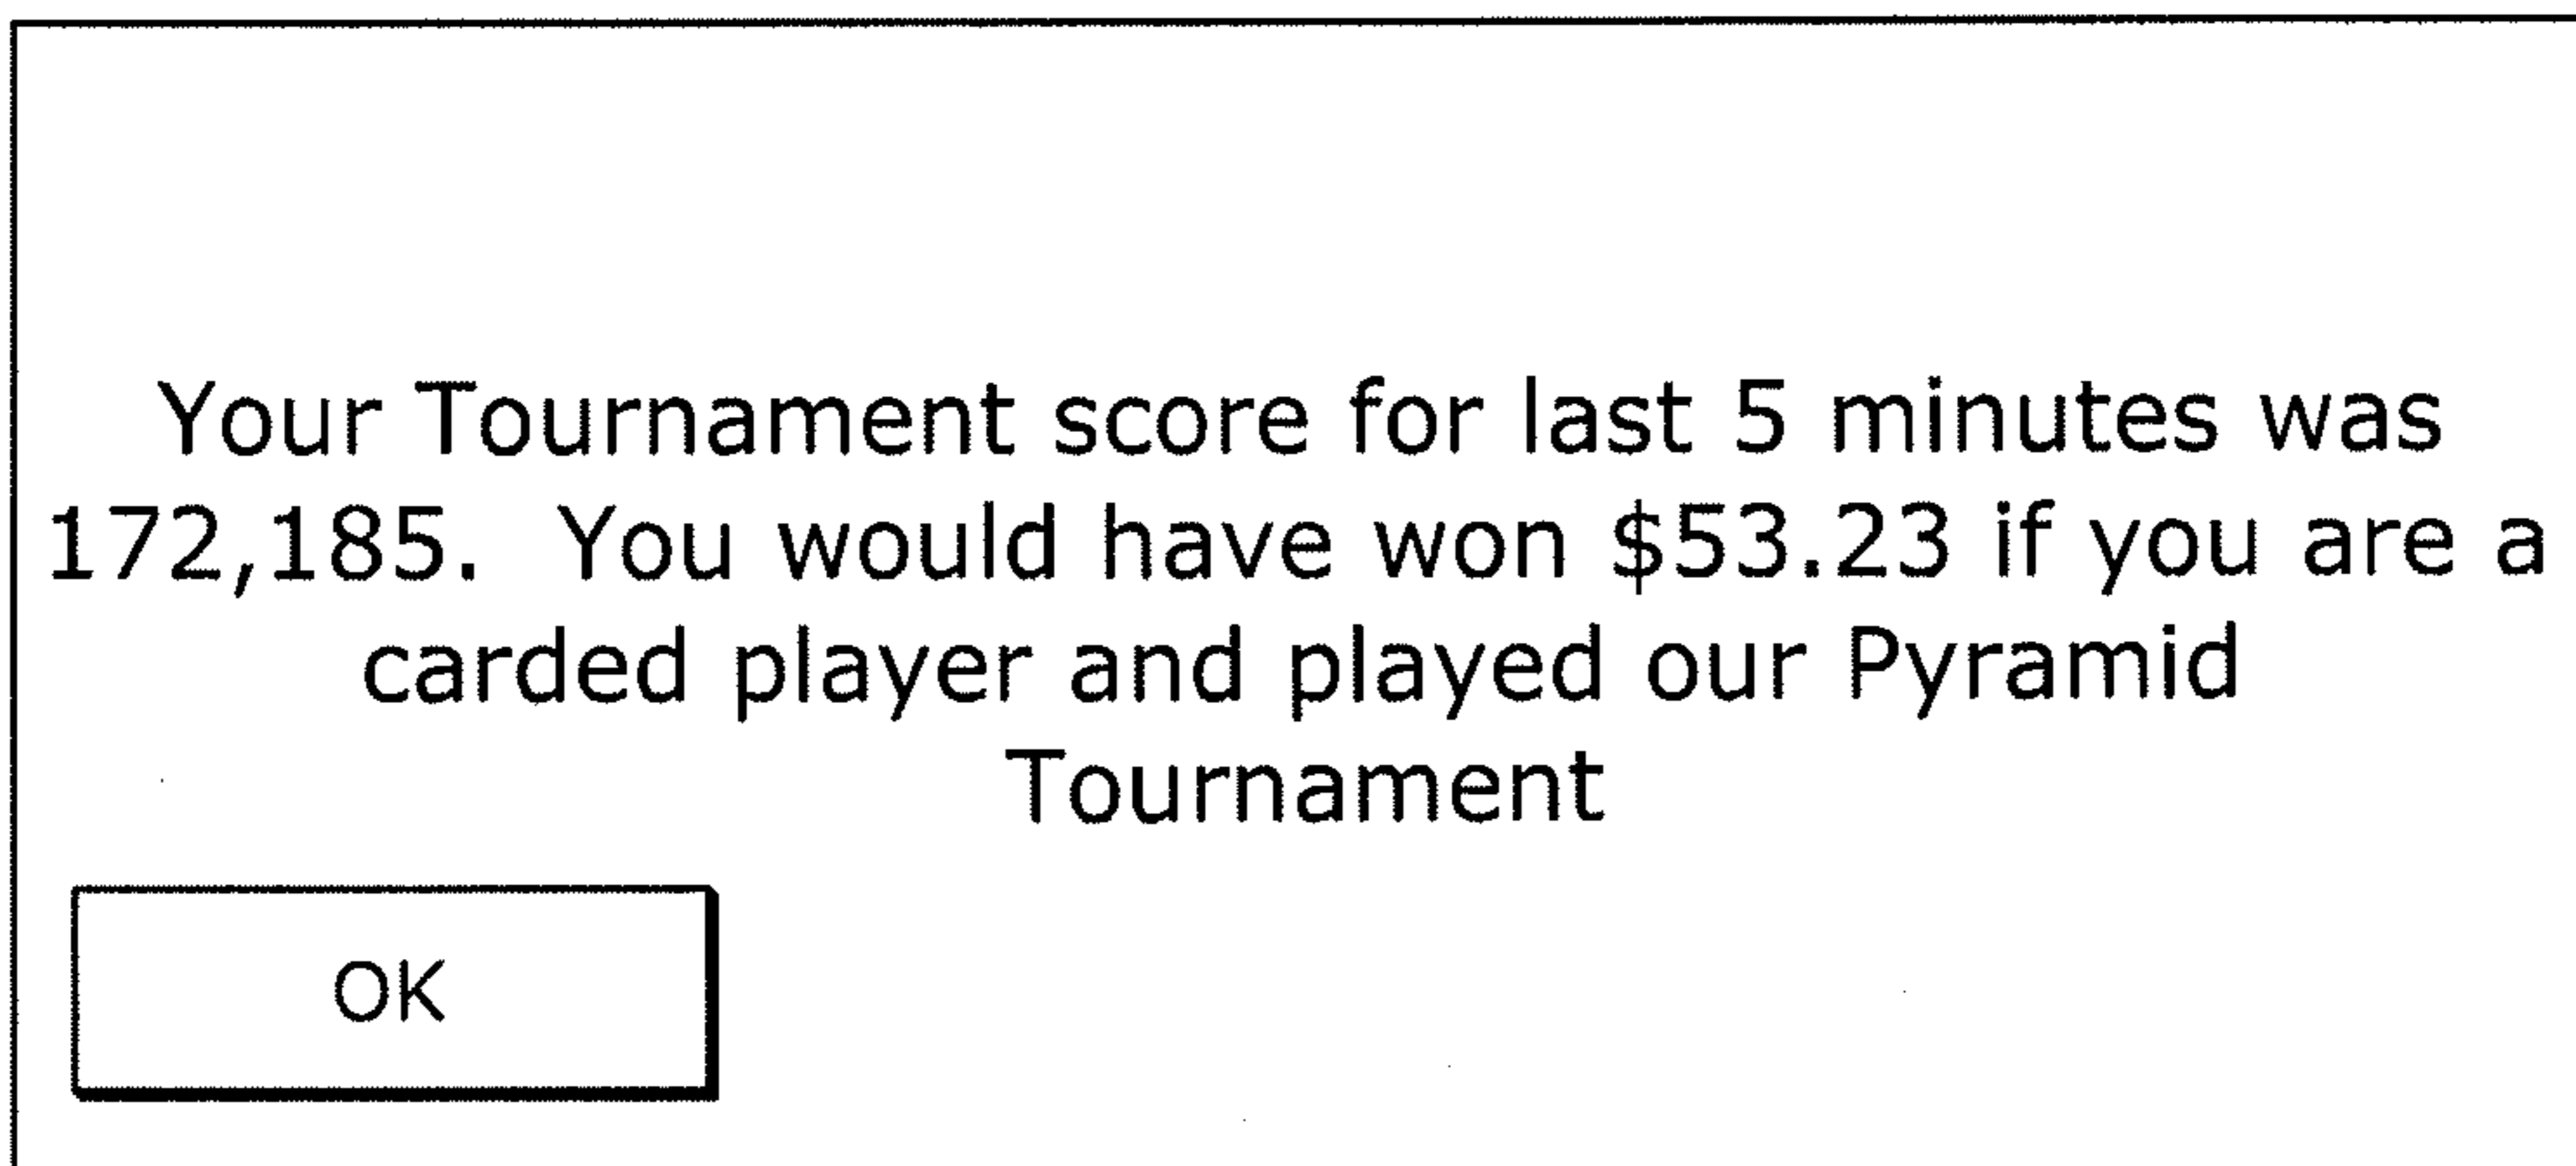 Your Tournament score for last 5 minutes was
172,185.  You would have won $53.23 if you are a
carded player and played our Pyramid
Tournament
OK